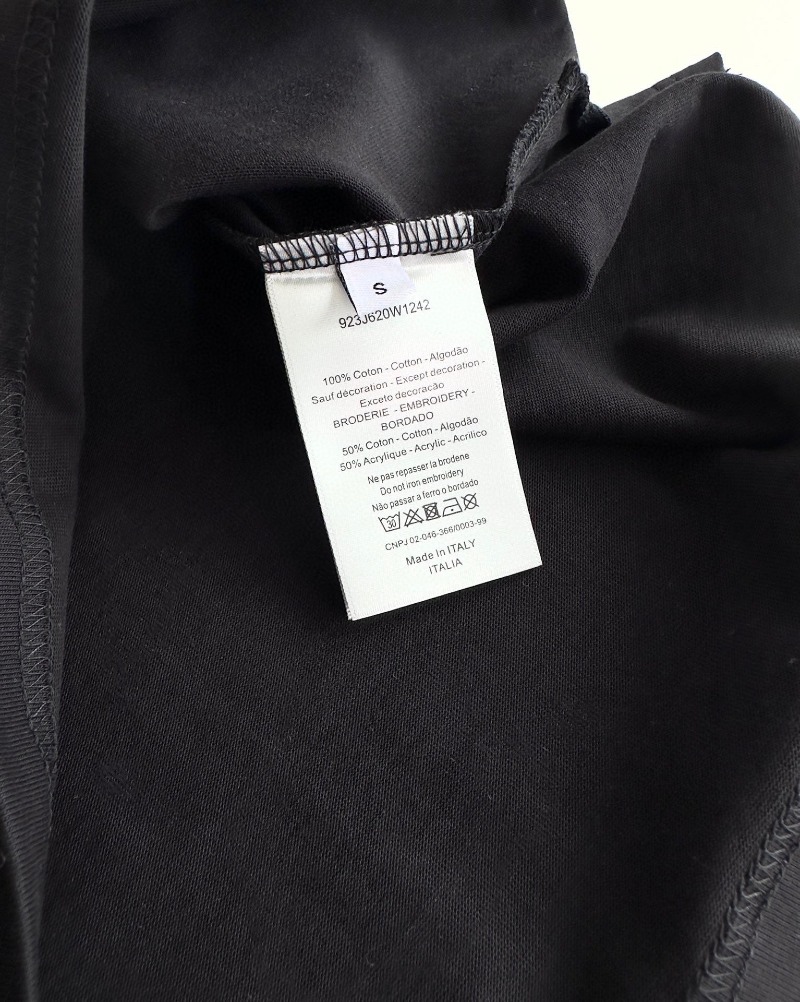 S
923J620W1242
100% Coton - Cotton - Algodão
Sauf décoration - Except decoration -
Exceto decoração
BRODERIE - EMBROIDERY -
BORDADO
50% Coton - Cotton - Algodão
50% Acrylique - Acrylic - Acrilico
Ne pas repasser la brodene
Do not iron embroidery
Não passar a ferro o bordado
30
CNPJ 02-046-366/0003-99
Made In ITALY
ITALIA